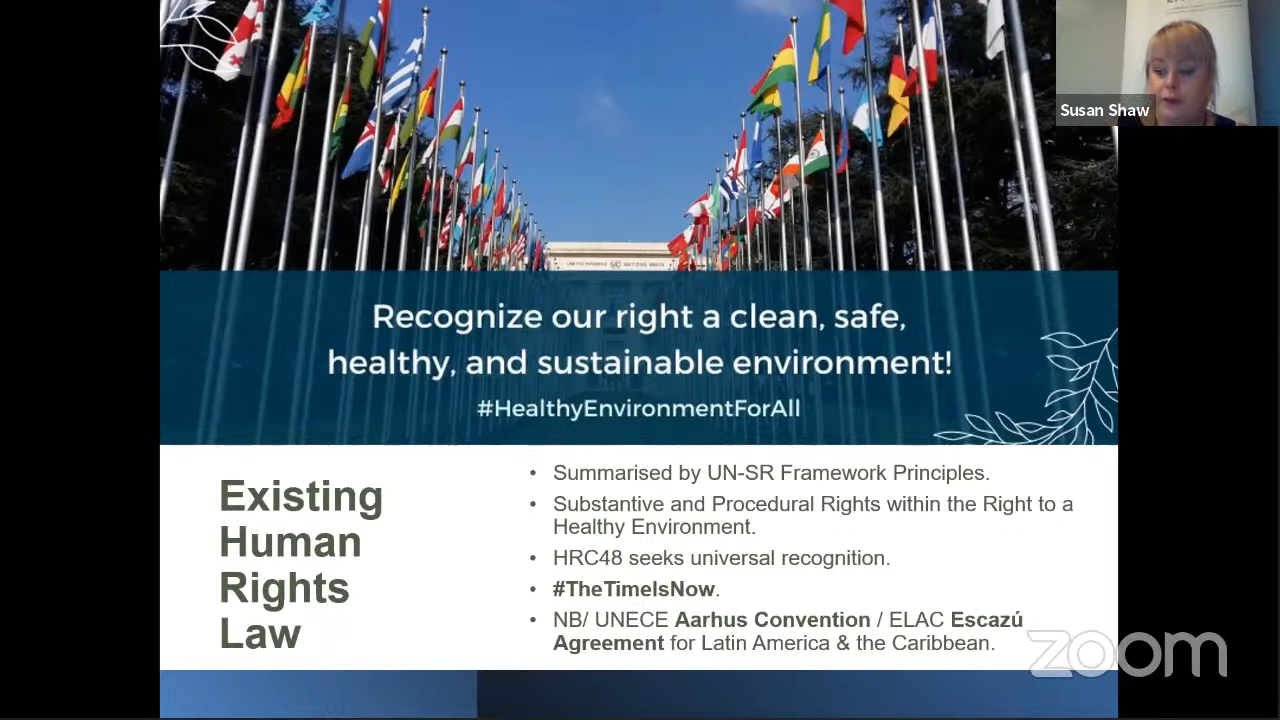 Susan Shaw
UNITED NATIONS
Recognize our right a clean, safe,
healthy, and sustainable environment!
#HealthyEnvironmentForAll
Existing
Human
Rights
Law
• Summarised by UN-SR Framework Principles.
• Substantive and Procedural Rights within the Right to a
Healthy Environment.
• HRC48 seeks universal recognition.
• #TheTimeIsNow.
• NB/ UNECE Aarhus Convention / ELAC Escazú
Agreement for Latin America & the Caribbean.
zoom